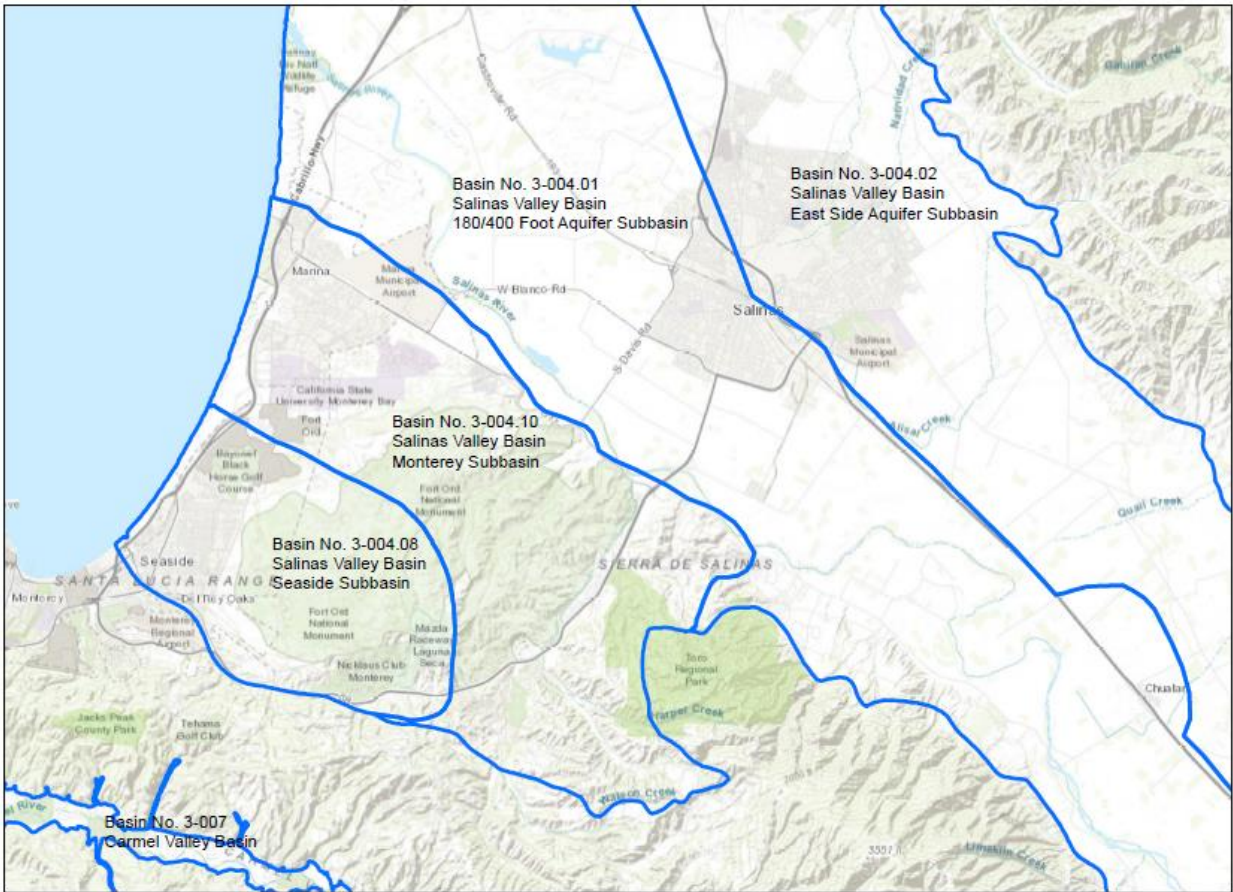 Salinas
Riv Natl
Wildlife
Refuge
Salinas River
Castroville-Rd
183
Cabrillo Hwy
Natividad Creek
Gabilan Creek
Basin No. 3-004.01
Salinas Valley Basin
180/400 Foot Aquifer Subbasin
Basin No. 3-004.02
Salinas Valley Basin
East Side Aquifer Subbasin
Marina
Marina
Municipal
Airport
Salinas River
W-Blanco-Rd
S-Davis-Rd
Salinas
Salinas
Municipal
Airport
Alisal Creek
Quail Creek
California State
University Monterey Bay
Fort
Ord
Bayonet
Black
Horse Golf
Course
Basin No. 3-004.10
Salinas Valley Basin
Monterey Subbasin
Fort Ord
National
Monument
Basin No. 3-004.08
Salinas Valley Basin
Seaside Subbasin
Seaside
SANTA LUCIA RANGE
SIERRA DE SALINAS
Monterey
Del Rey Oaks
Monterey
Regional
Airport
Fort Ord
National
Monument
Mazda
Raceway
Laguna
Seca
Nicklaus Club
Monterey
Toro
Regional
Park
Harper Creek
Chualar
Jacks Peak
County Park
Tehama
Golf Club
Watson Creek
Basin No. 3-007
Carmel Valley Basin
3551 ft
Limekiln Creek